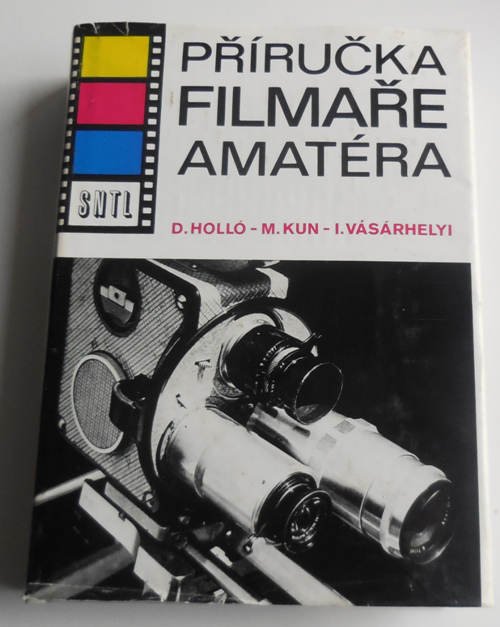 PŘÍRUČKA
FILMAŘE
AMATÉRA
SNTL
D. HOLLÓ – M. KUN – I. VÁSÁRHELYI